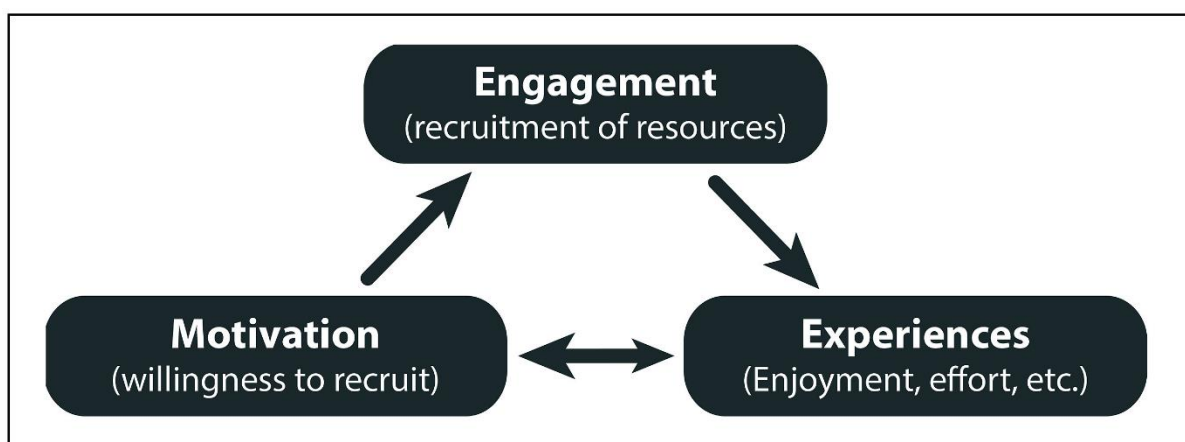 Engagement
(recruitment of resources)
Motivation
(willingness to recruit)
Experiences
(Enjoyment, effort, etc.)